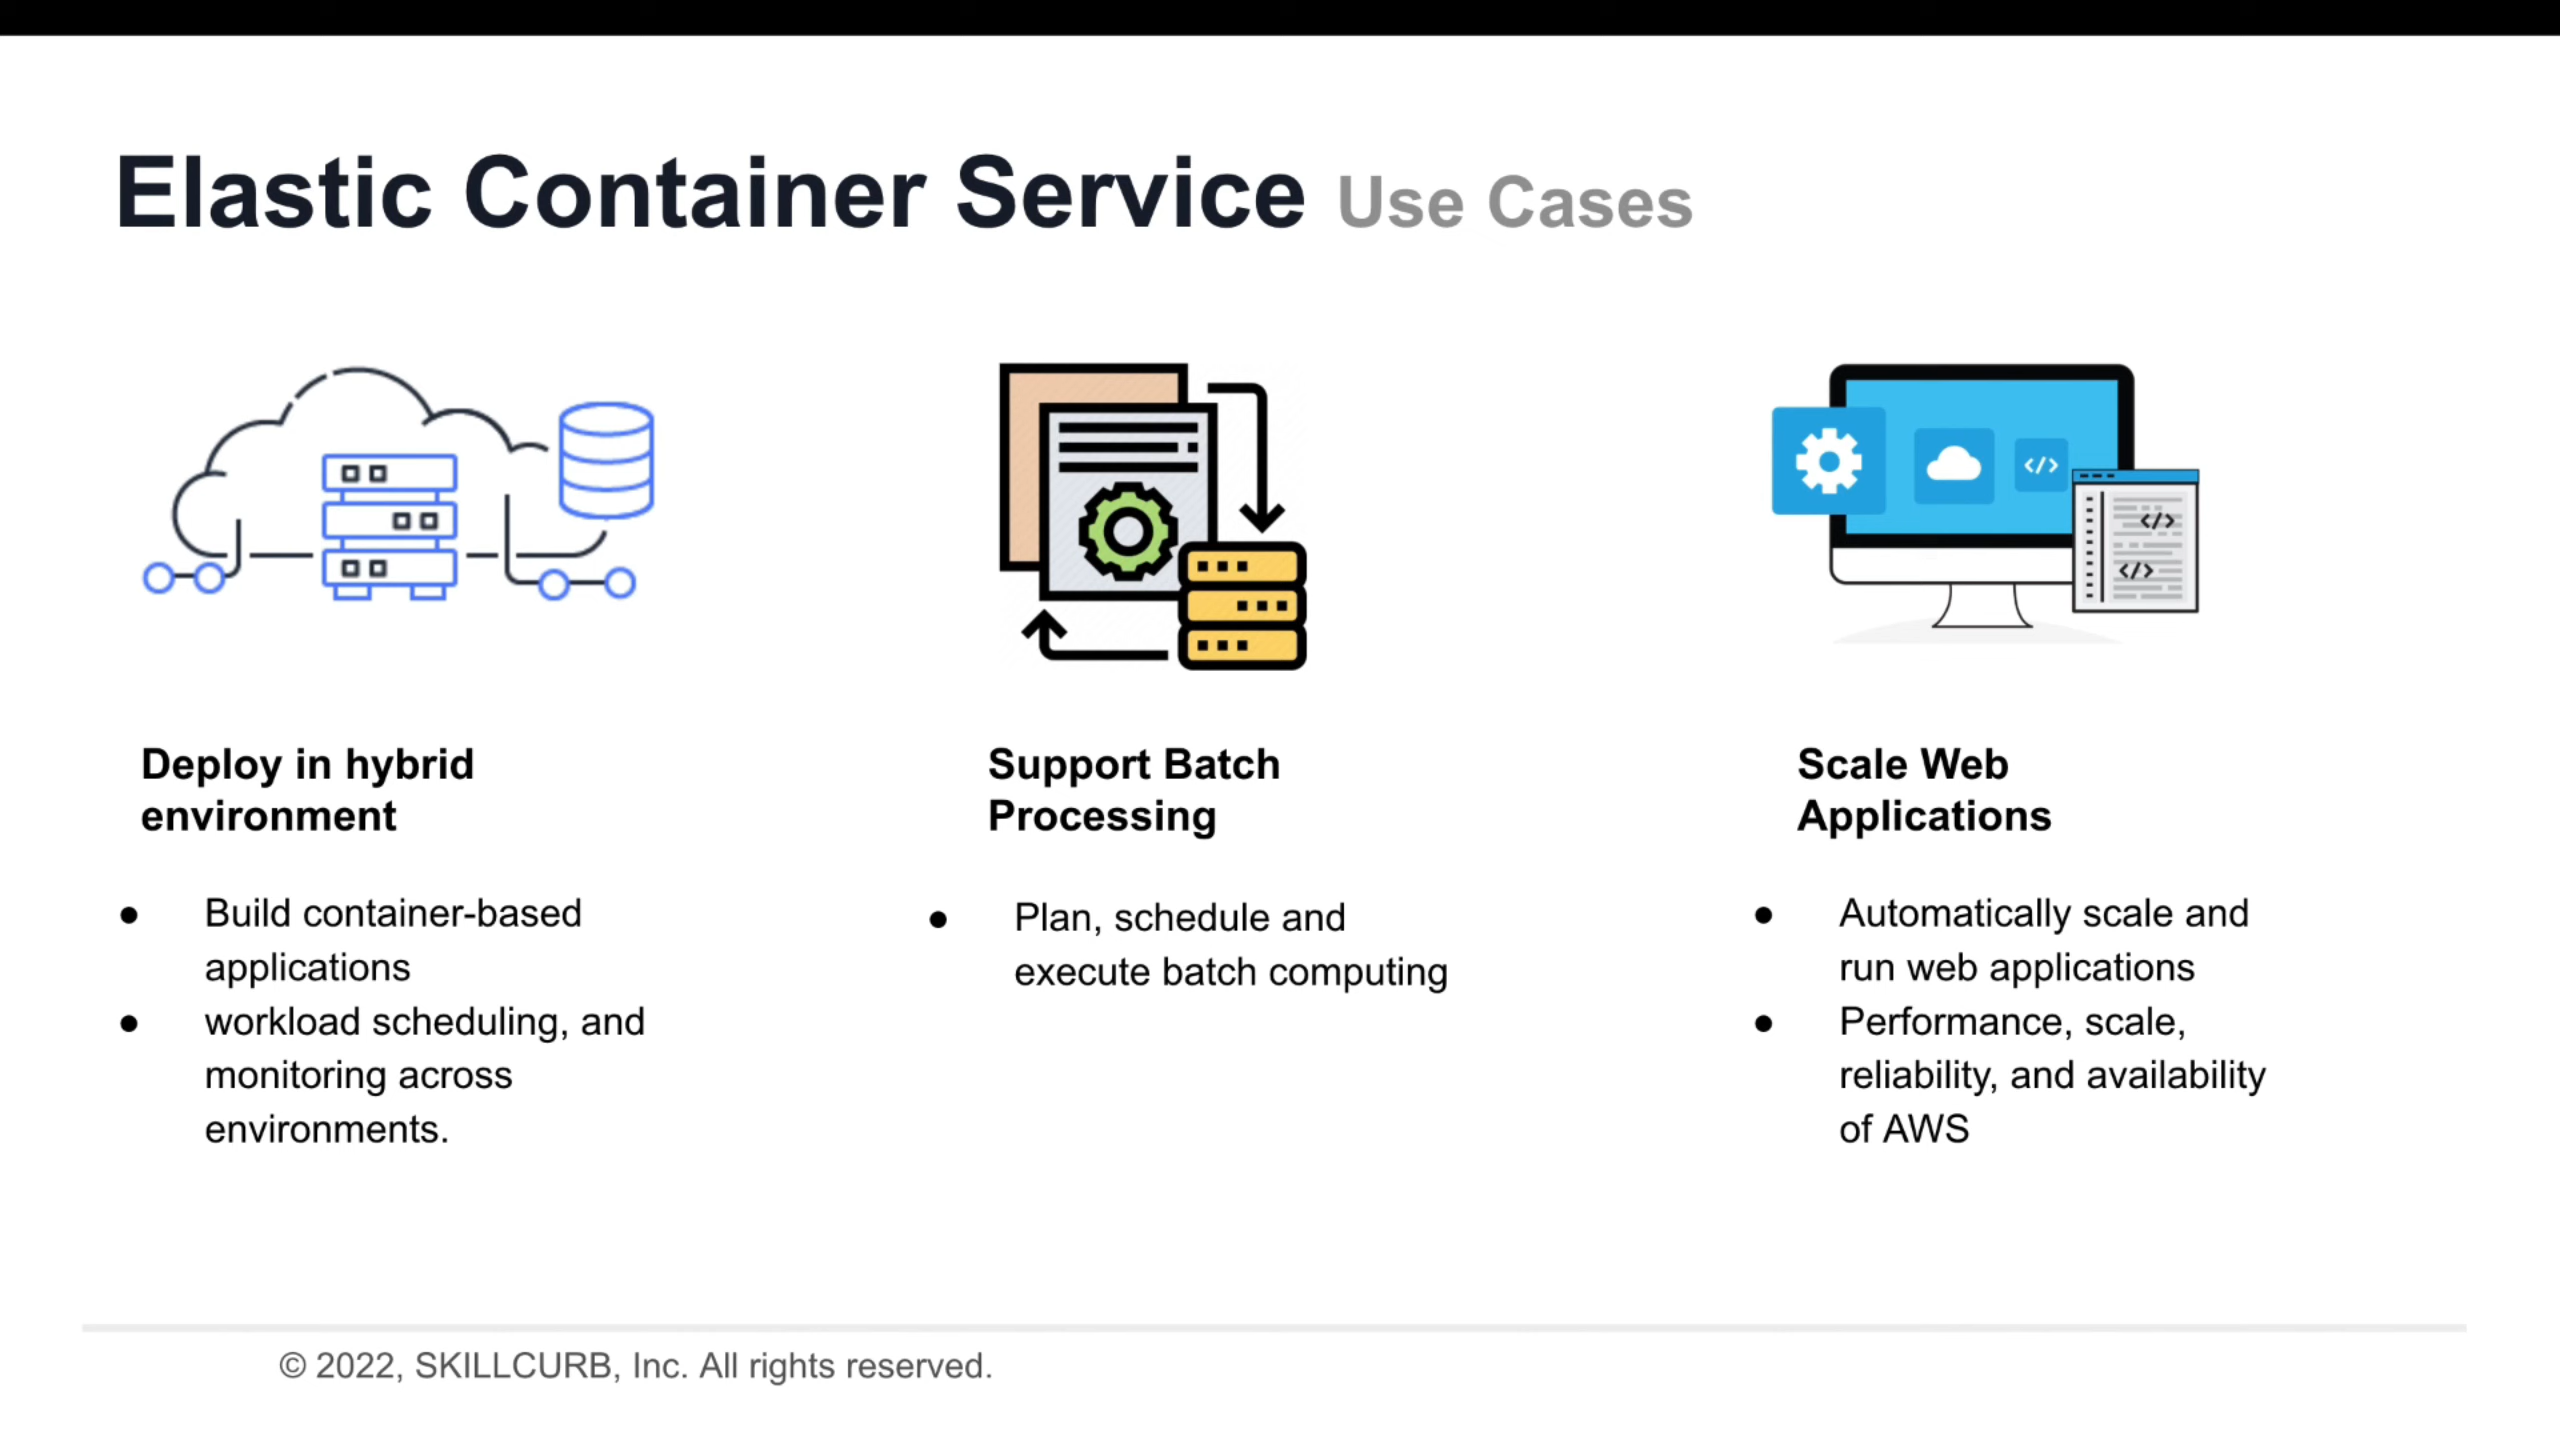 Elastic Container Service Use Cases
</>
</>
</>
Deploy in hybrid
environment
● Build container-based
applications
● workload scheduling, and
monitoring across
environments.
Support Batch
Processing
● Plan, schedule and
execute batch computing
Scale Web
Applications
● Automatically scale and
run web applications
● Performance, scale,
reliability, and availability
of AWS
© 2022, SKILLCURB, Inc. All rights reserved.